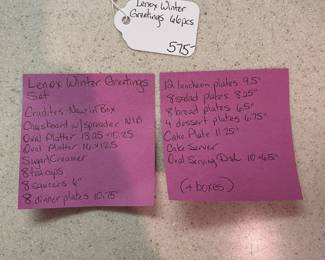 Lenox Winter
Greetings 66pcs
575-
Lenox Winter Greetings
Set
Crudites New in Box
Cheeseboard w/ spreader NIB
Oval Platter 13.25 x 10.25
Oval Platter 16 x 12.5
Sugar/Creamer
8 teacups
8 saucers 6"
8 dinner plates 10.75"
12 luncheon plates 9.5"
8 salad plates 8.25"
8 bread plates 6.5"
4 dessert plates 6.75"
Cake Plate 11.25"
Cake Server
Oval Serving Dish 10 x 6.5"
(+ boxes)